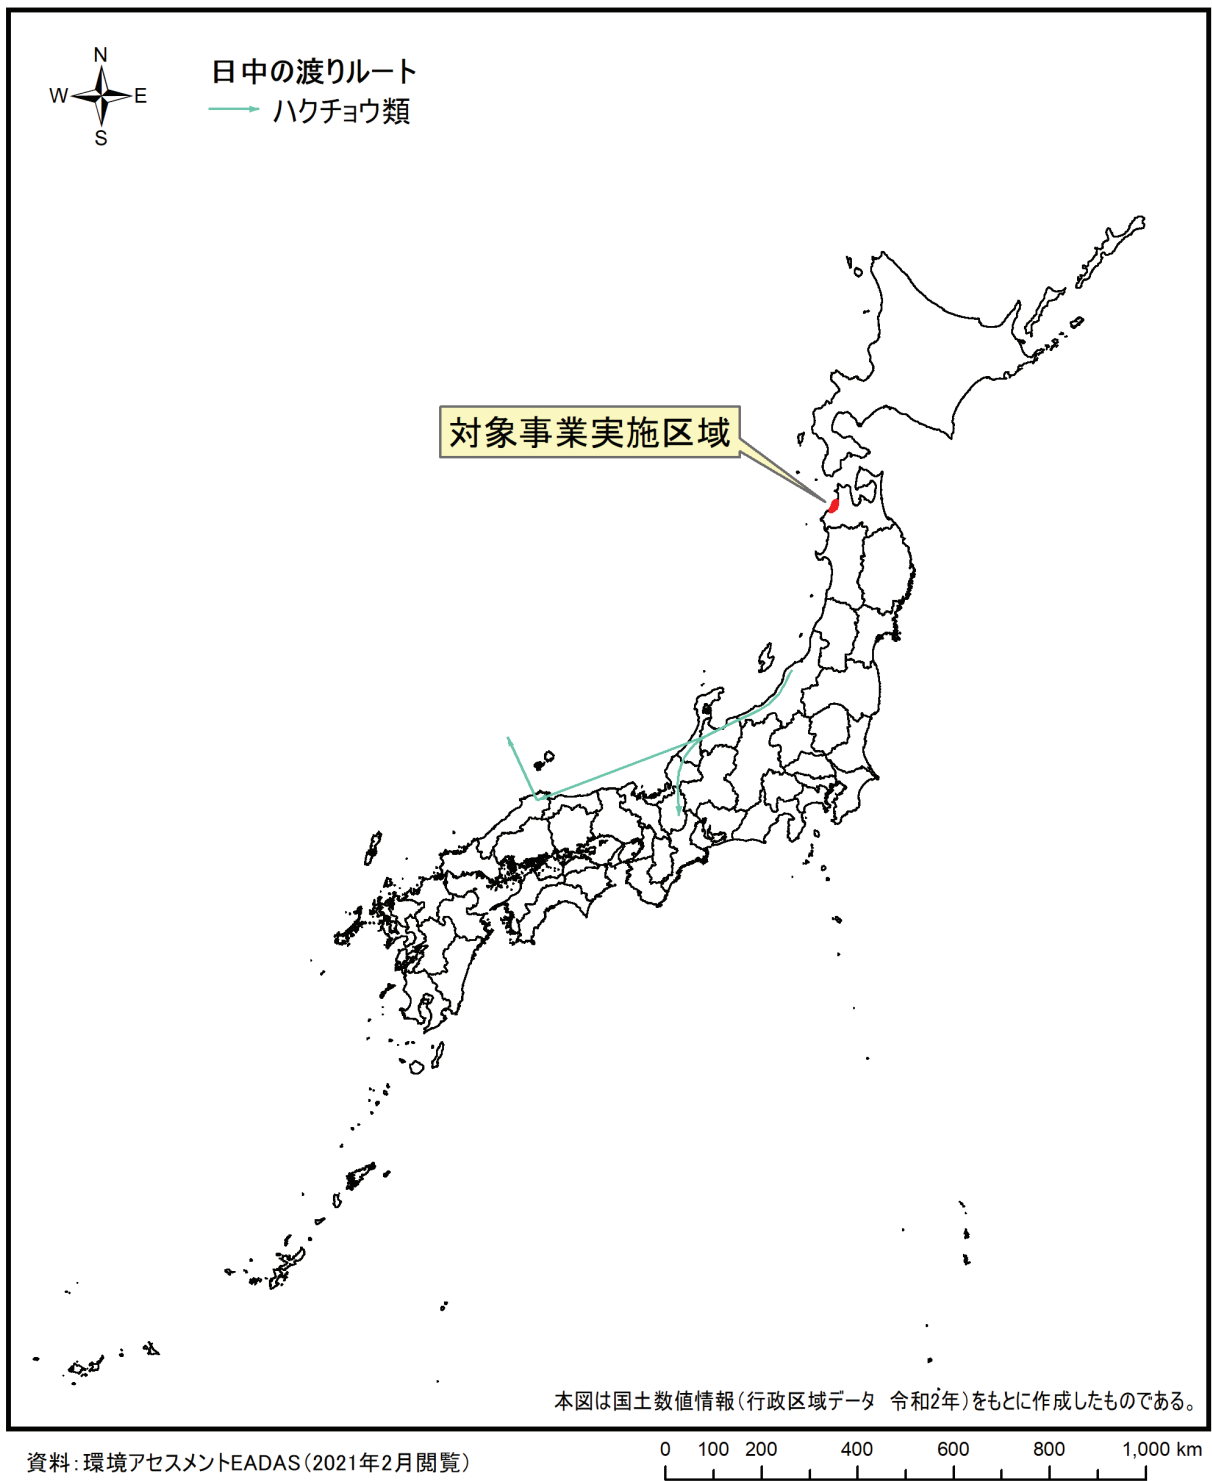 N
W E
S
日中の渡りルート
ハクチョウ類
対象事業実施区域
本図は国土数値情報(行政区域データ 令和2年)をもとに作成したものである。
資料:環境アセスメントEADAS(2021年2月閲覧)
0 100 200 400 600 800 1,000 km